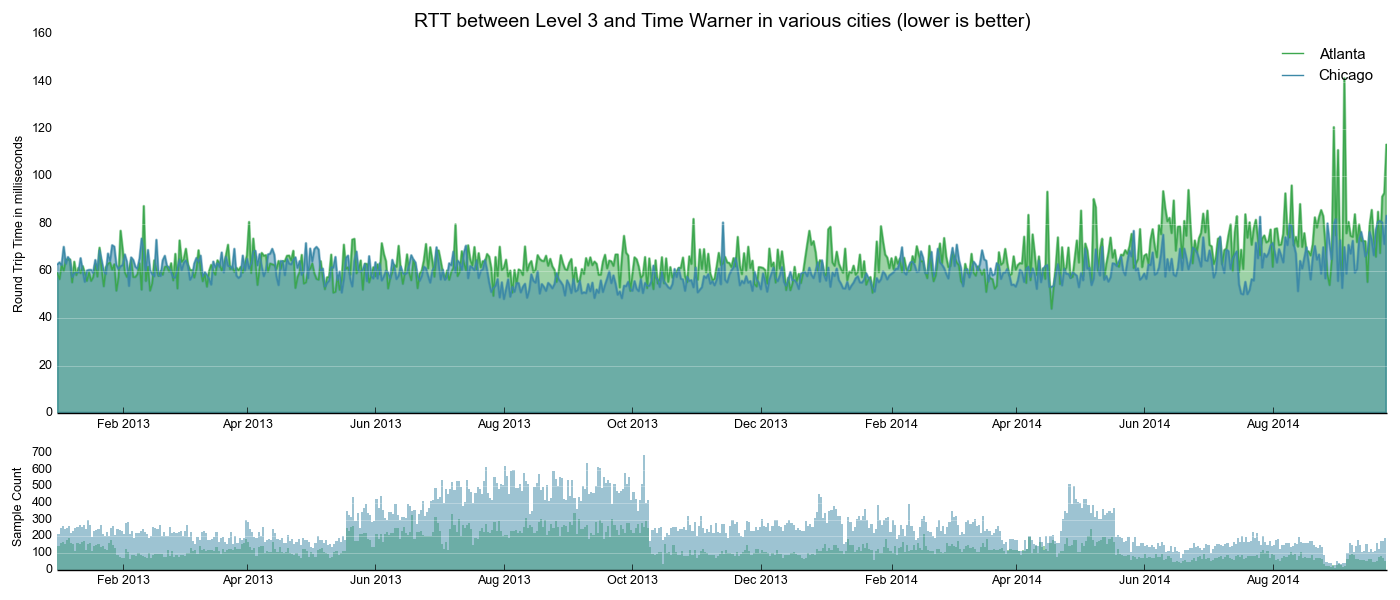 RTT between Level 3 and Time Warner in various cities (lower is better)
160
140
120
100
80
60
40
20
0
Round Trip Time in milliseconds
Atlanta
Chicago
Feb 2013 Apr 2013 Jun 2013 Aug 2013 Oct 2013 Dec 2013 Feb 2014 Apr 2014 Jun 2014 Aug 2014
700
600
500
400
300
200
100
0
Sample Count
Feb 2013 Apr 2013 Jun 2013 Aug 2013 Oct 2013 Dec 2013 Feb 2014 Apr 2014 Jun 2014 Aug 2014